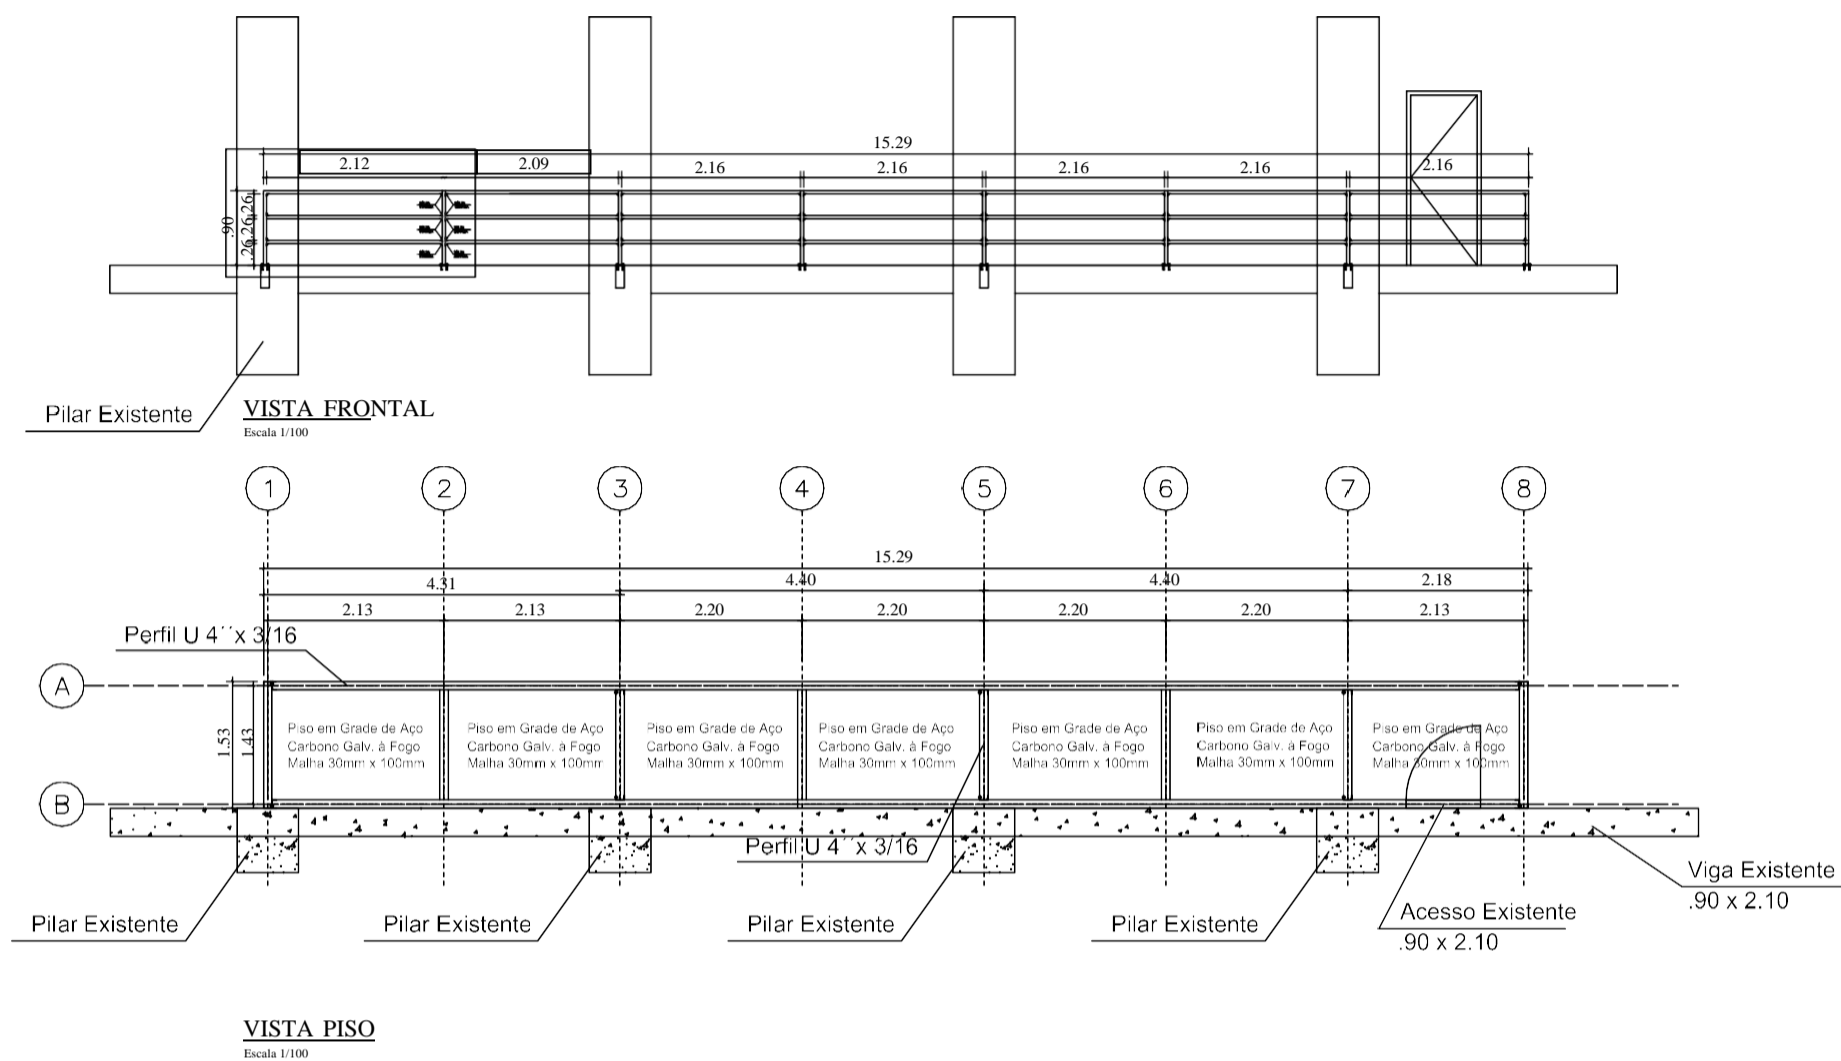 15.29
2.12
2.09
2.16
2.16
2.16
2.16
2.16
.90
.26
.26
.26
Pilar Existente
VISTA FRONTAL
Escala 1/100
1
2
3
4
5
6
7
8
15.29
4.31
4.40
4.40
2.18
2.13
2.13
2.20
2.20
2.20
2.20
2.13
Perfil U 4´´x 3/16
A
B
1.53
1.43
Piso em Grade de Aço
Carbono Galv. à Fogo
Malha 30mm x 100mm
Piso em Grade de Aço
Carbono Galv. à Fogo
Malha 30mm x 100mm
Piso em Grade de Aço
Carbono Galv. à Fogo
Malha 30mm x 100mm
Piso em Grade de Aço
Carbono Galv. à Fogo
Malha 30mm x 100mm
Piso em Grade de Aço
Carbono Galv. à Fogo
Malha 30mm x 100mm
Piso em Grade de Aço
Carbono Galv. à Fogo
Malha 30mm x 100mm
Piso em Grade de Aço
Carbono Galv. à Fogo
Malha 30mm x 100mm
Perfil U 4´´x 3/16
Viga Existente
.90 x 2.10
Pilar Existente
Pilar Existente
Pilar Existente
Pilar Existente
Acesso Existente
.90 x 2.10
VISTA PISO
Escala 1/100